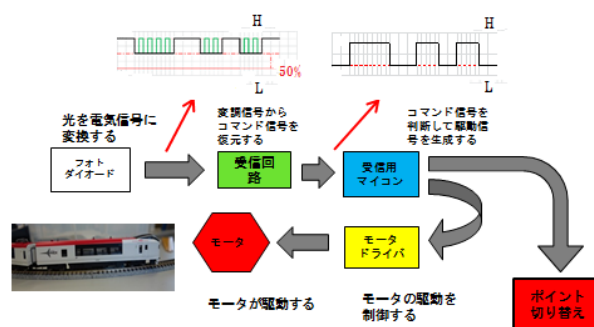 H
50%
L
H
L
光を電気信号に
変換する
変調信号から
コマンド信号を
復元する
コマンド信号を
判断して駆動信
号を生成する
フォト
ダイオード
受信回
路
受信用
マイコン
モータ
モータ
ドライバ
モータが駆動する
モータの駆動を
制御する
ポイント
切り替え